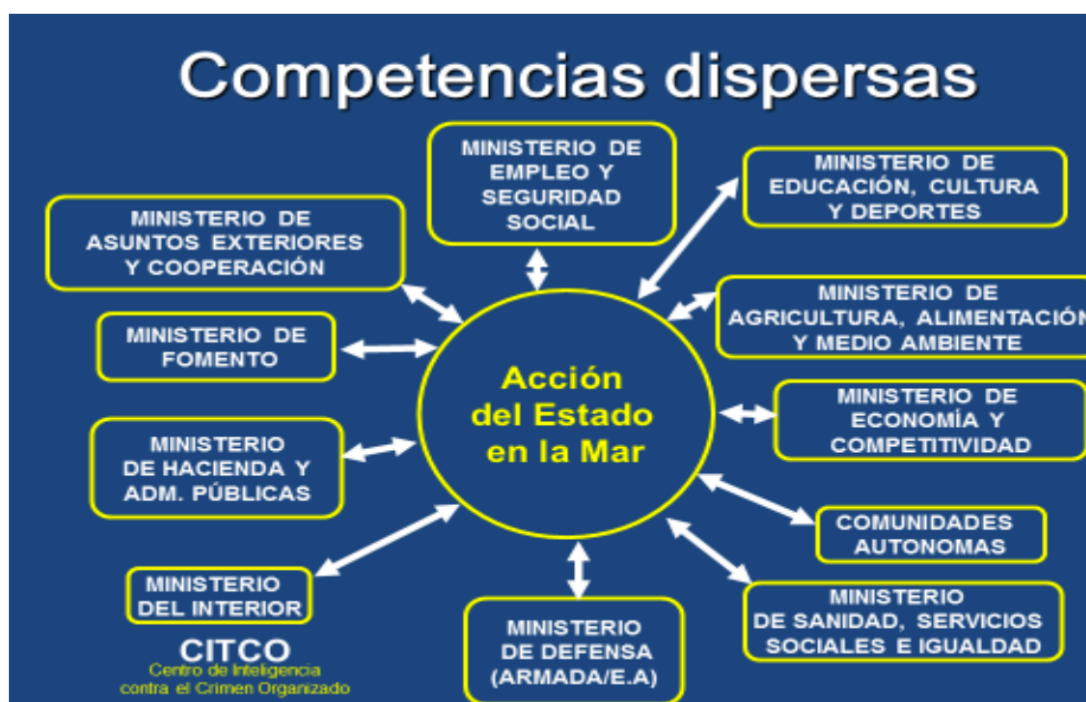 Competencias dispersas
MINISTERIO DE
EMPLEO Y
SEGURIDAD
SOCIAL
MINISTERIO DE
EDUCACIÓN, CULTURA
Y DEPORTES
MINISTERIO DE
ASUNTOS EXTERIORES
Y COOPERACIÓN
MINISTERIO DE
AGRICULTURA, ALIMENTACIÓN
Y MEDIO AMBIENTE
MINISTERIO DE
FOMENTO
Acción
del Estado
en la Mar
MINISTERIO DE
ECONOMÍA Y
COMPETITIVIDAD
MINISTERIO
DE HACIENDA Y
ADM. PÚBLICAS
COMUNIDADES
AUTONOMAS
MINISTERIO
DEL INTERIOR
MINISTERIO
DE SANIDAD, SERVICIOS
SOCIALES E IGUALDAD
MINISTERIO
DE DEFENSA
(ARMADA/E.A)
CITCO
Centro de Inteligencia
contra el Crimen Organizado